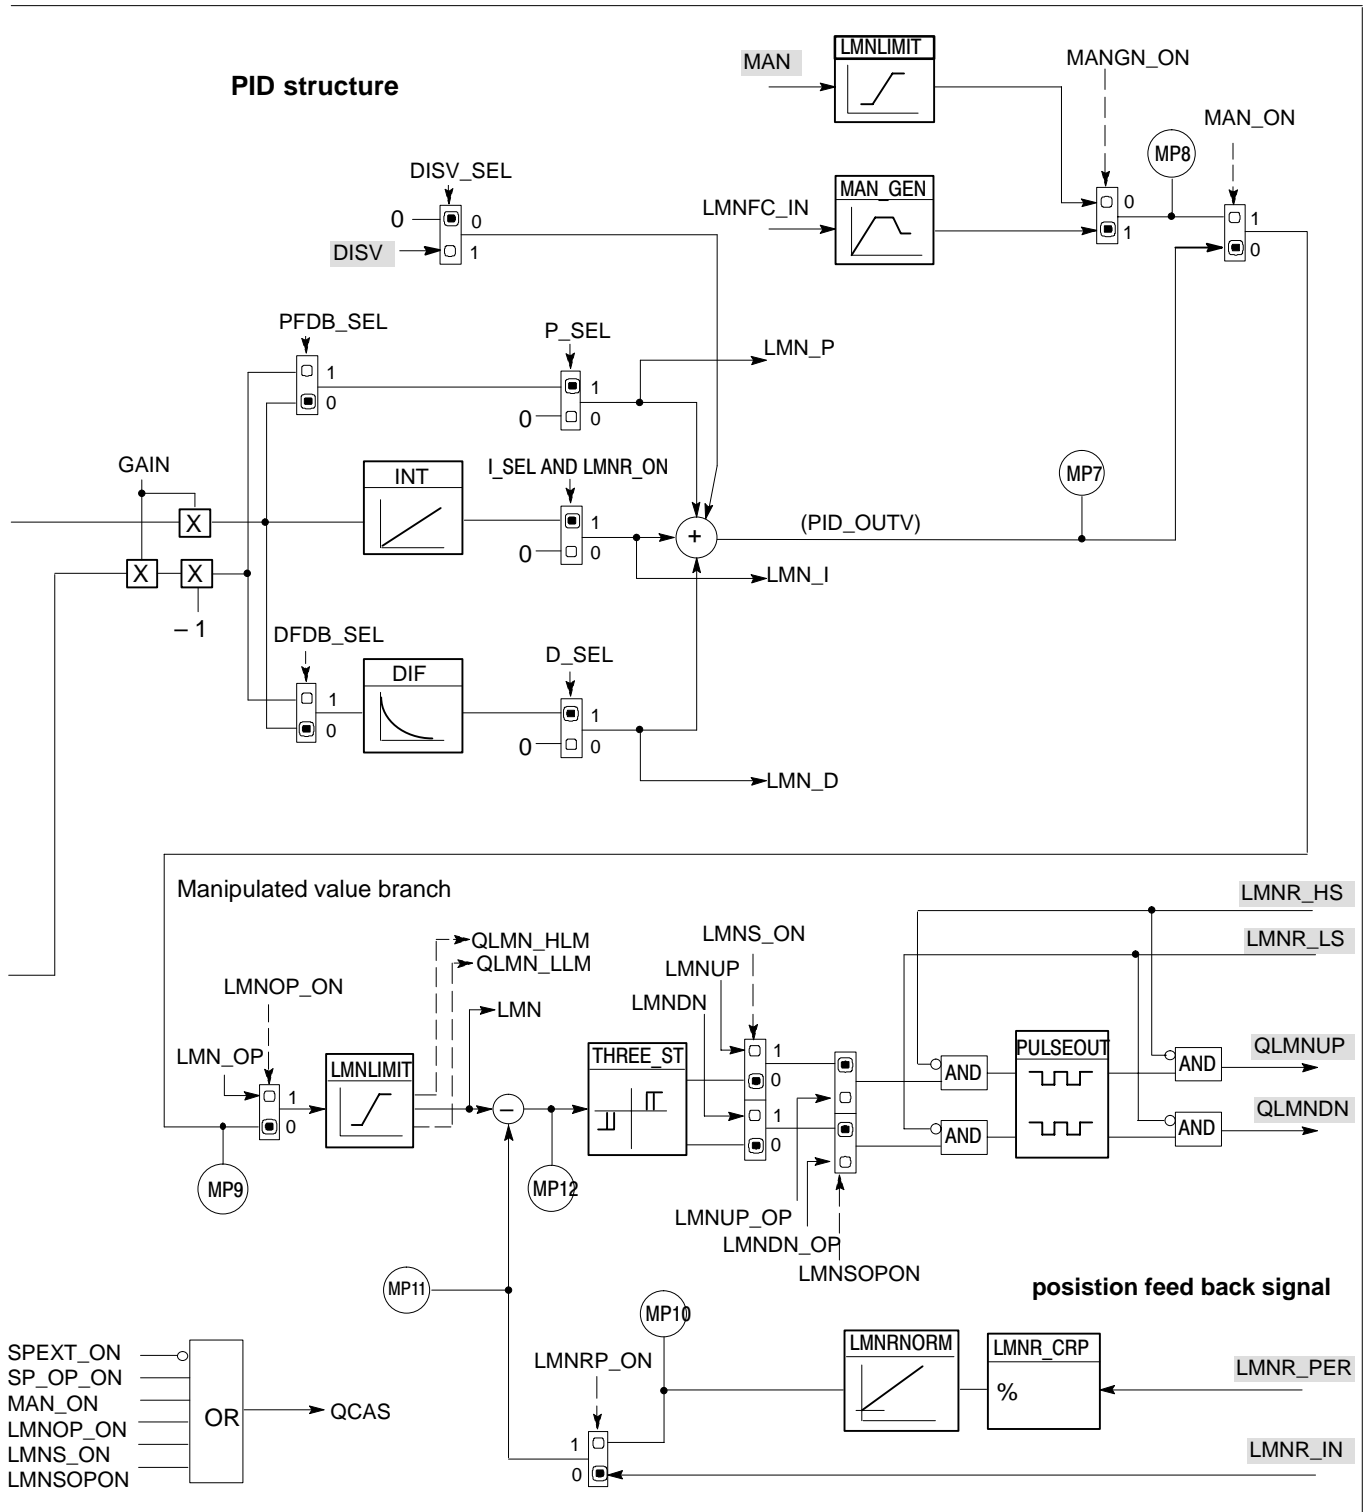 PID structure
MAN
LMNLIMIT
MANGN_ON
MAN_ON
MP8
DISV_SEL
0
0
DISV
1
LMNFC_IN
MAN_GEN
0
1
1
0
PFDB_SEL
1
0
P_SEL
1
0
0
LMN_P
GAIN
INT
I_SEL AND LMNR_ON
1
0
0
MP7
X
+
(PID_OUTV)
X
X
LMN_I
– 1
DFDB_SEL
1
0
DIF
D_SEL
1
0
0
LMN_D
Manipulated value branch
LMNR_HS
QLMN_HLM
QLMN_LLM
LMNS_ON
LMNR_LS
LMNUP
LMNDN
LMNOP_ON
LMN
LMN_OP
1
0
LMNLIMIT
–
THREE_ST
1
0
1
0
AND
PULSEOUT
AND
QLMNUP
AND
AND
QLMNDN
MP9
MP12
LMNUP_OP
LMNDN_OP
LMNSOPON
MP11
posistion feed back signal
MP10
SPEXT_ON
SP_OP_ON
MAN_ON
LMNOP_ON
LMNS_ON
LMNSOPON
OR
QCAS
LMNRP_ON
1
0
LMNRNORM
LMNR_CRP
%
LMNR_PER
LMNR_IN